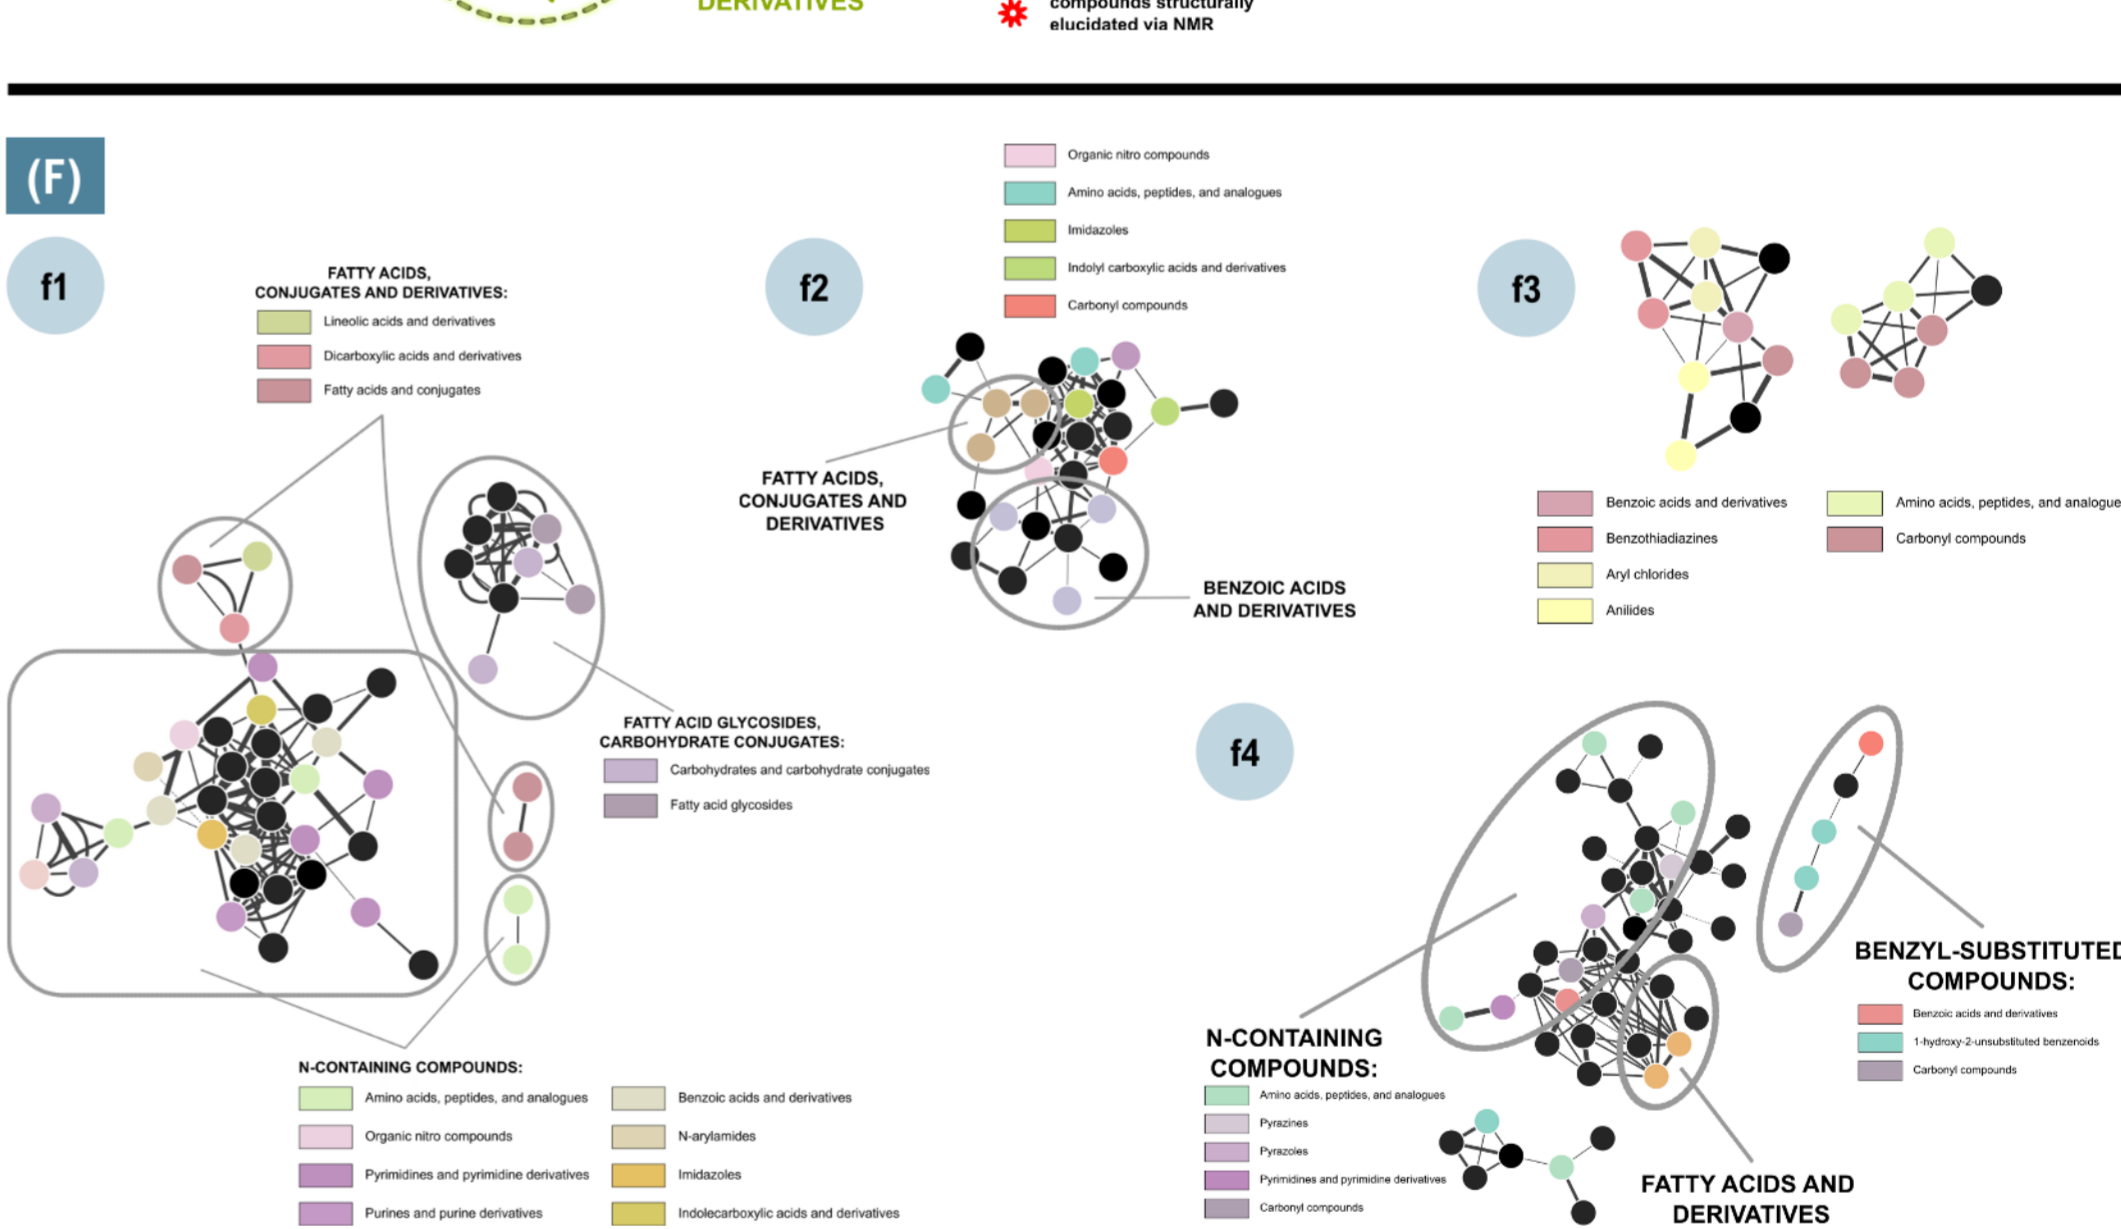 DERIVATIVES
compounds structurally
elucidated via NMR
(F)
f1
FATTY ACIDS,
CONJUGATES AND DERIVATIVES:
Lineolic acids and derivatives
Dicarboxylic acids and derivatives
Fatty acids and conjugates
FATTY ACID GLYCOSIDES,
CARBOHYDRATE CONJUGATES:
Carbohydrates and carbohydrate conjugates
Fatty acid glycosides
N-CONTAINING COMPOUNDS:
Amino acids, peptides, and analogues
Organic nitro compounds
Pyrimidines and pyrimidine derivatives
Purines and purine derivatives
Benzoic acids and derivatives
N-arylamides
Imidazoles
Indolecarboxylic acids and derivatives
f2
Organic nitro compounds
Amino acids, peptides, and analogues
Imidazoles
Indolyl carboxylic acids and derivatives
Carbonyl compounds
FATTY ACIDS,
CONJUGATES AND
DERIVATIVES
BENZOIC ACIDS
AND DERIVATIVES
f3
Benzoic acids and derivatives
Benzothiadiazines
Aryl chlorides
Anilides
Amino acids, peptides, and analogue
Carbonyl compounds
f4
N-CONTAINING
COMPOUNDS:
Amino acids, peptides, and analogues
Pyrazines
Pyrazoles
Pyrimidines and pyrimidine derivatives
Carbonyl compounds
BENZYL-SUBSTITUTED
COMPOUNDS:
Benzoic acids and derivatives
1-hydroxy-2-unsubstituted benzenoids
Carbonyl compounds
FATTY ACIDS AND
DERIVATIVES